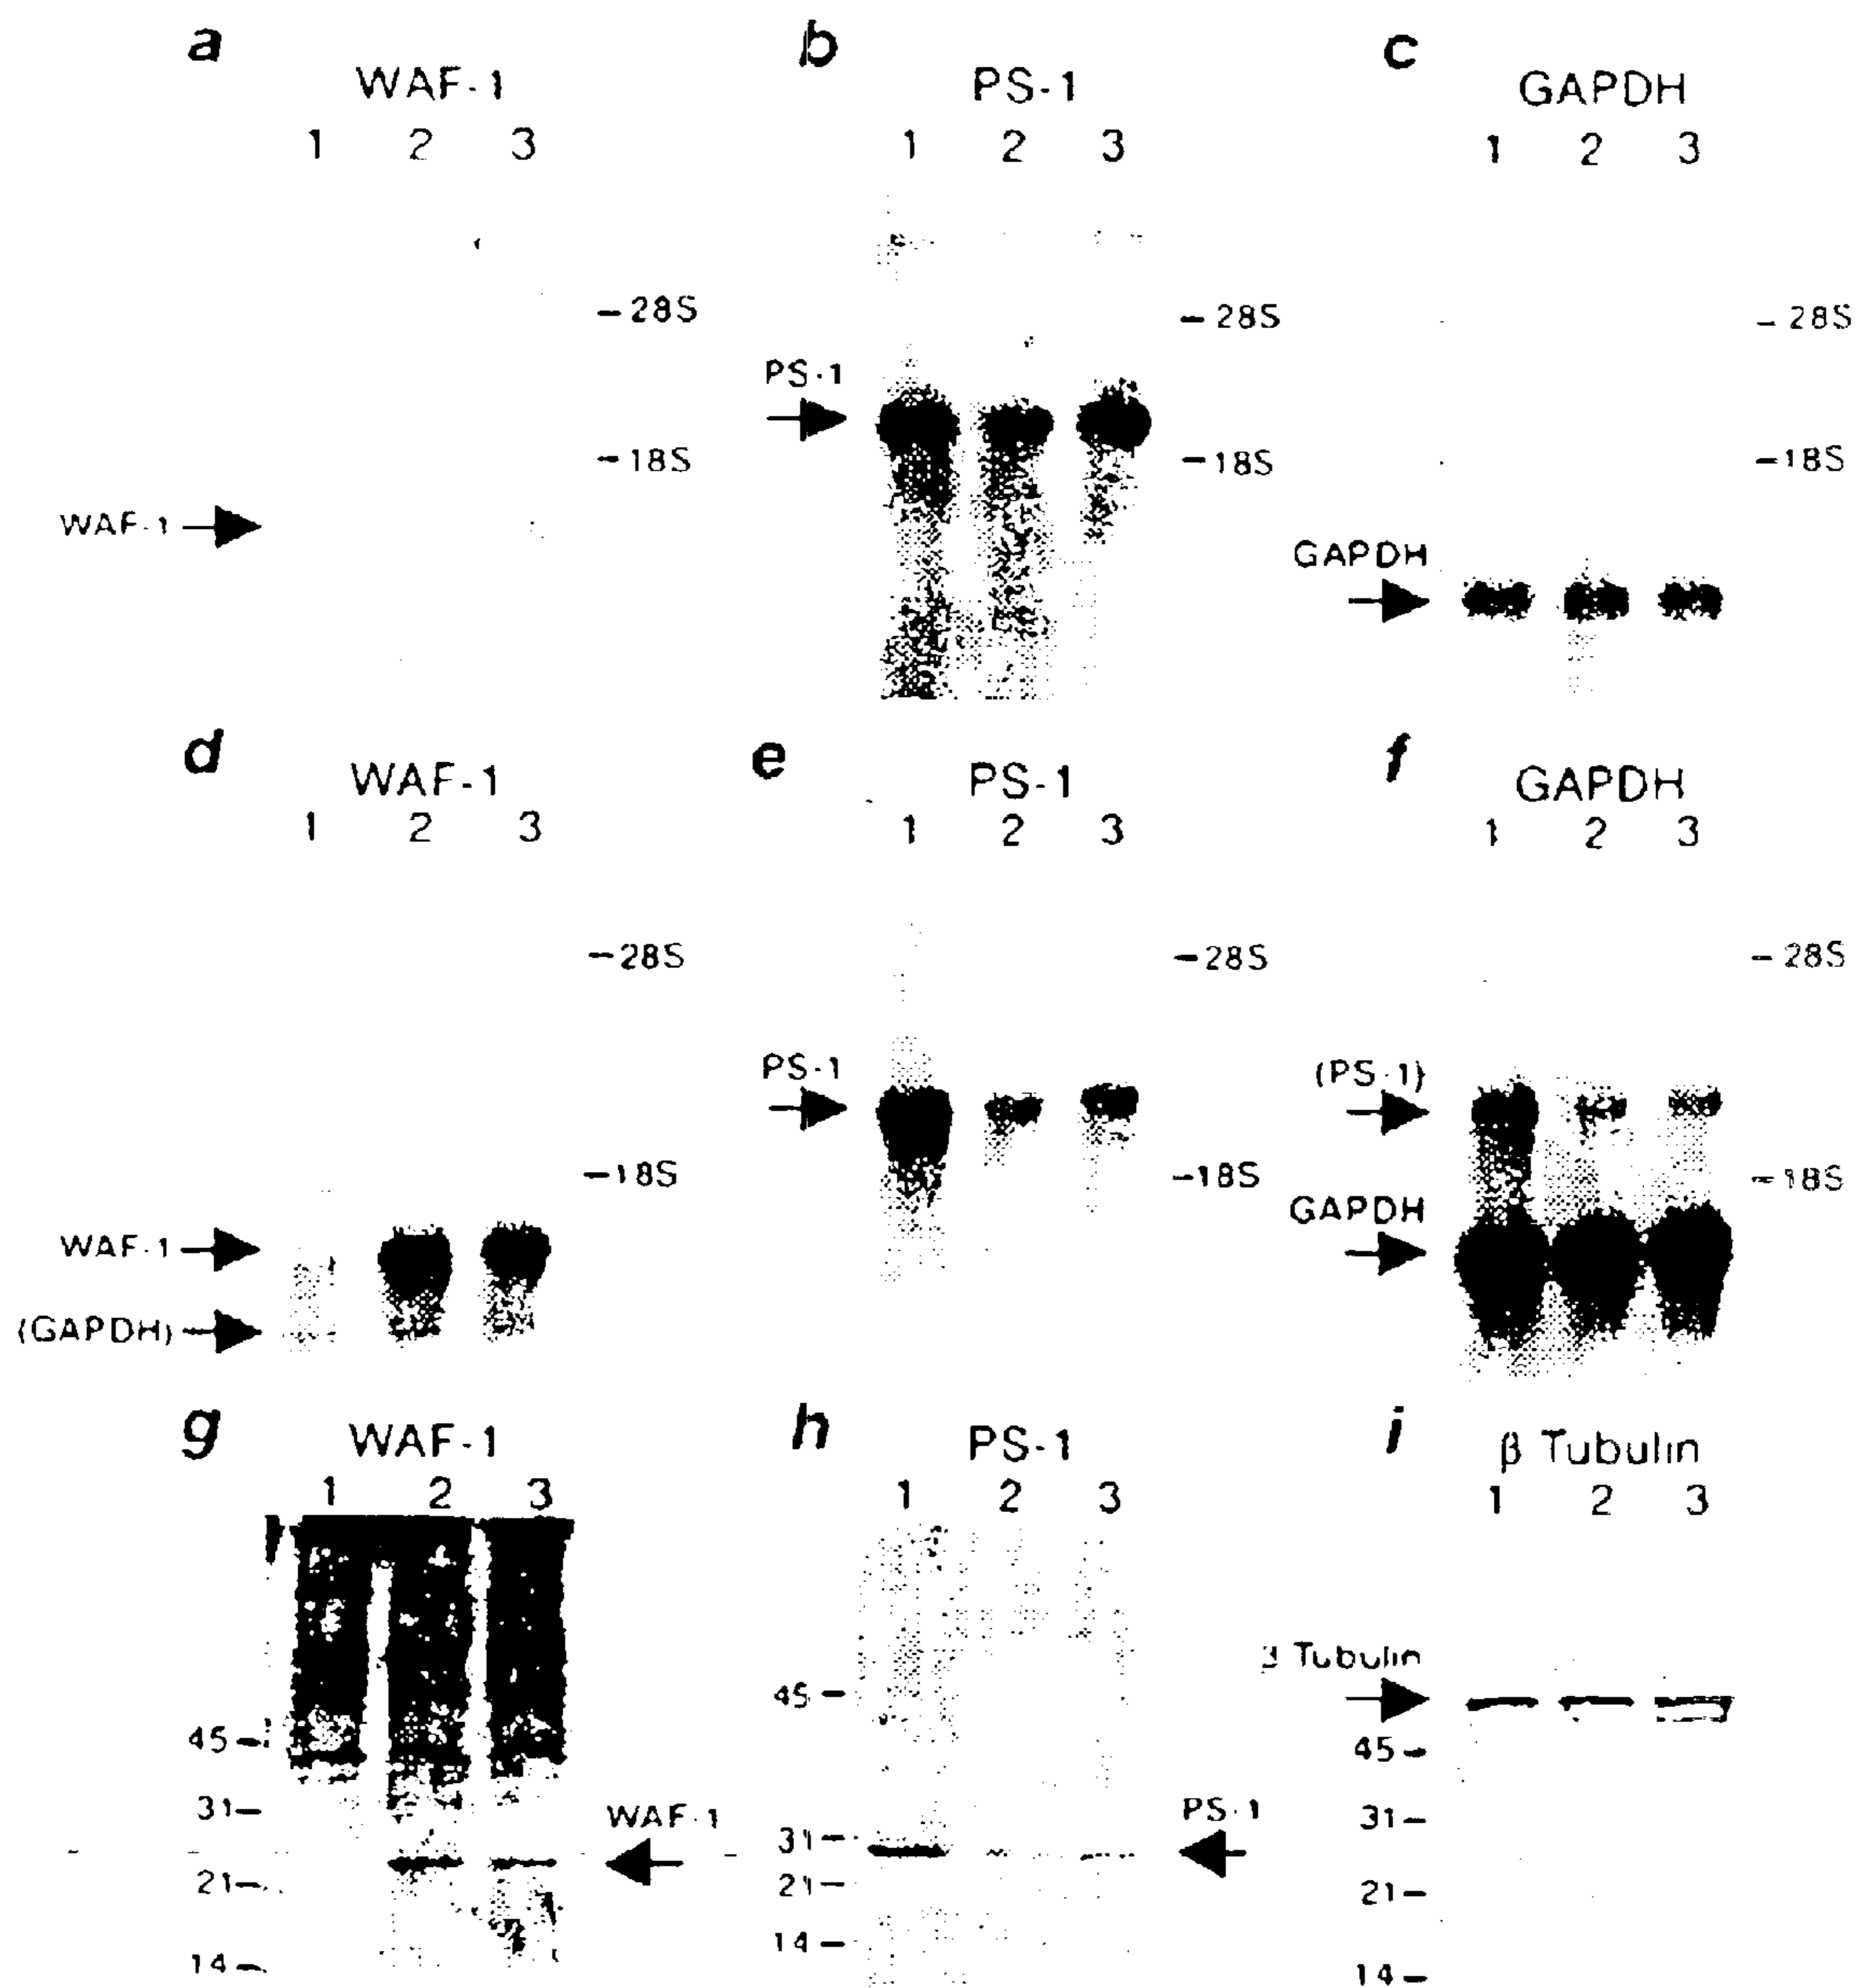 a
WAF-1
1 2 3
-28S
-18S
WAF-1
b
PS-1
1 2 3
-28S
PS-1
-18S
c
GAPDH
1 2 3
-28S
-18S
GAPDH
d
WAF-1
1 2 3
-28S
-18S
WAF-1
(GAPDH)
e
PS-1
1 2 3
-28S
PS-1
-18S
f
GAPDH
1 2 3
-28S
(PS-1)
-18S
GAPDH
g
WAF-1
1 2 3
45-
31-
WAF-1
21-
14-
h
PS-1
1 2 3
45-
PS-1
31-
21-
14-
i
β Tubulin
1 2 3
β Tubulin
45-
31-
21-
14-